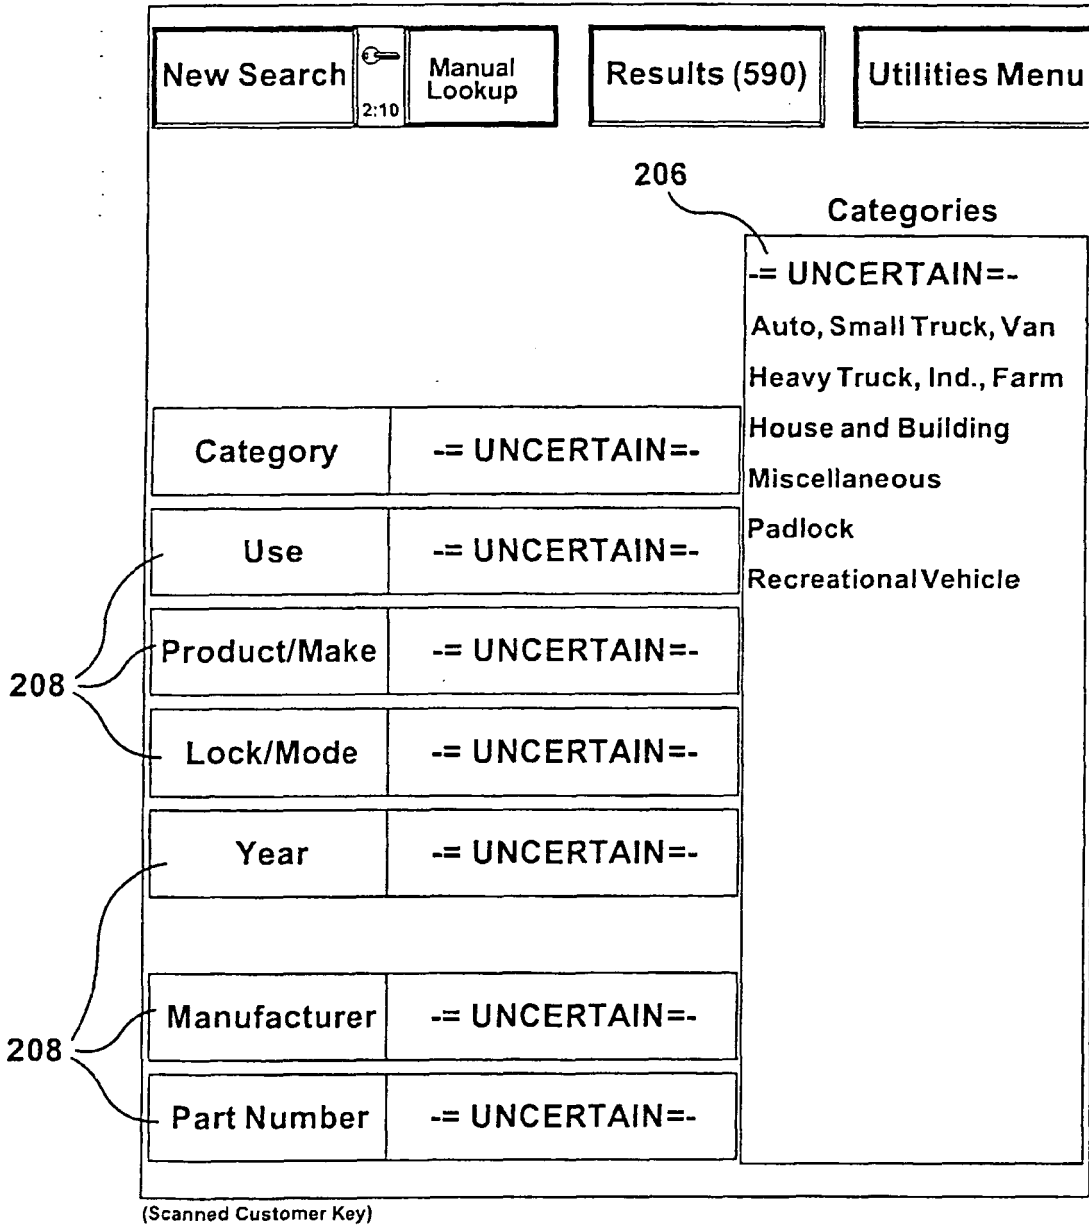 New Search
2:10
Manual
Lookup
Results (590)
Utilities Menu
206
Categories
-= UNCERTAIN=-
Auto, Small Truck, Van
Heavy Truck, Ind., Farm
House and Building
Miscellaneous
Padlock
Recreational Vehicle
Category -= UNCERTAIN=-
Use -= UNCERTAIN=-
Product/Make -= UNCERTAIN=-
208
Lock/Mode -= UNCERTAIN=-
Year -= UNCERTAIN=-
Manufacturer -= UNCERTAIN=-
208
Part Number -= UNCERTAIN=-
(Scanned Customer Key)